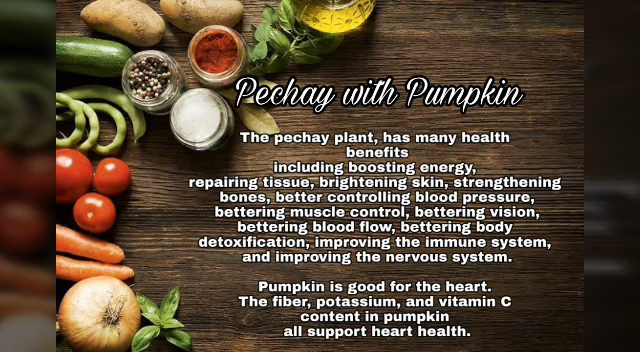 Pechay with Pumpkin
The pechay plant, has many health
benefits
including boosting energy,
repairing tissue, brightening skin, strengthening
bones, better controlling blood pressure,
bettering muscle control, bettering vision,
bettering blood flow, bettering body
detoxification, improving the immune system,
and improving the nervous system.
Pumpkin is good for the heart.
The fiber, potassium, and vitamin C
content in pumpkin
all support heart health.